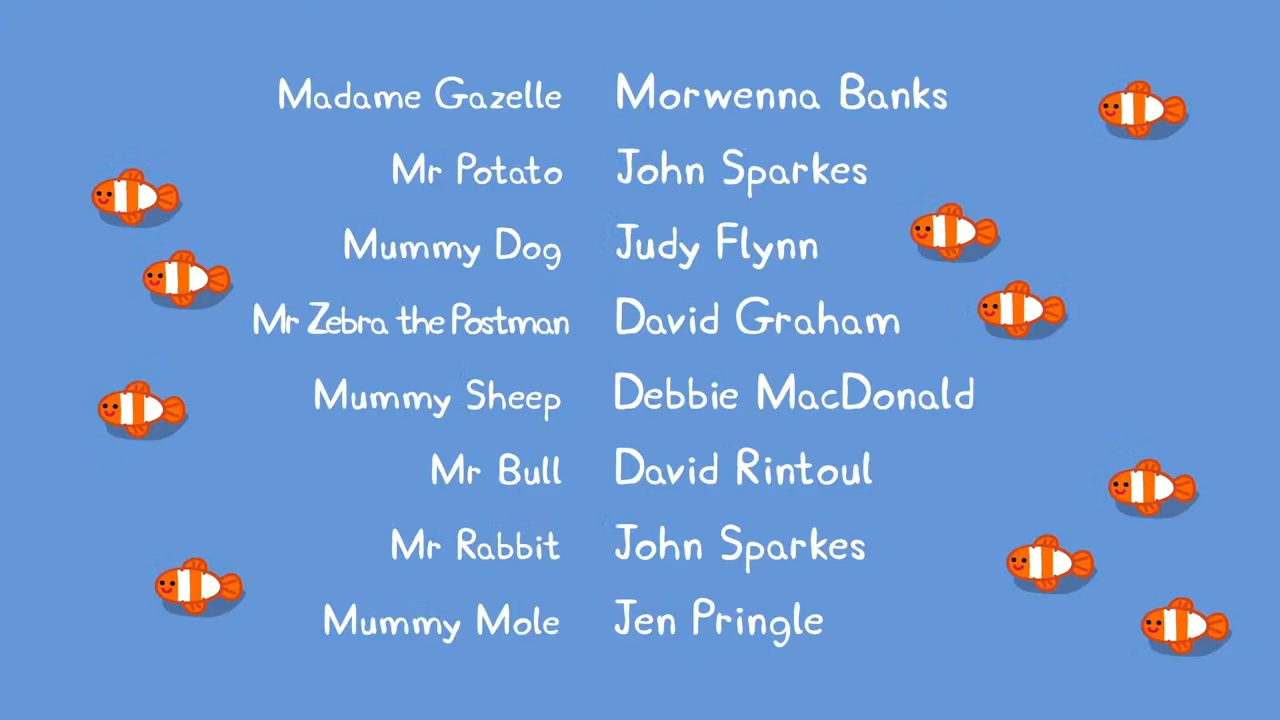 Madame Gazelle Morwenna Banks
Mr Potato John Sparkes
Mummy Dog Judy Flynn
Mr Zebra the Postman David Graham
Mummy Sheep Debbie MacDonald
Mr Bull David Rintoul
Mr Rabbit John Sparkes
Mummy Mole Jen Pringle